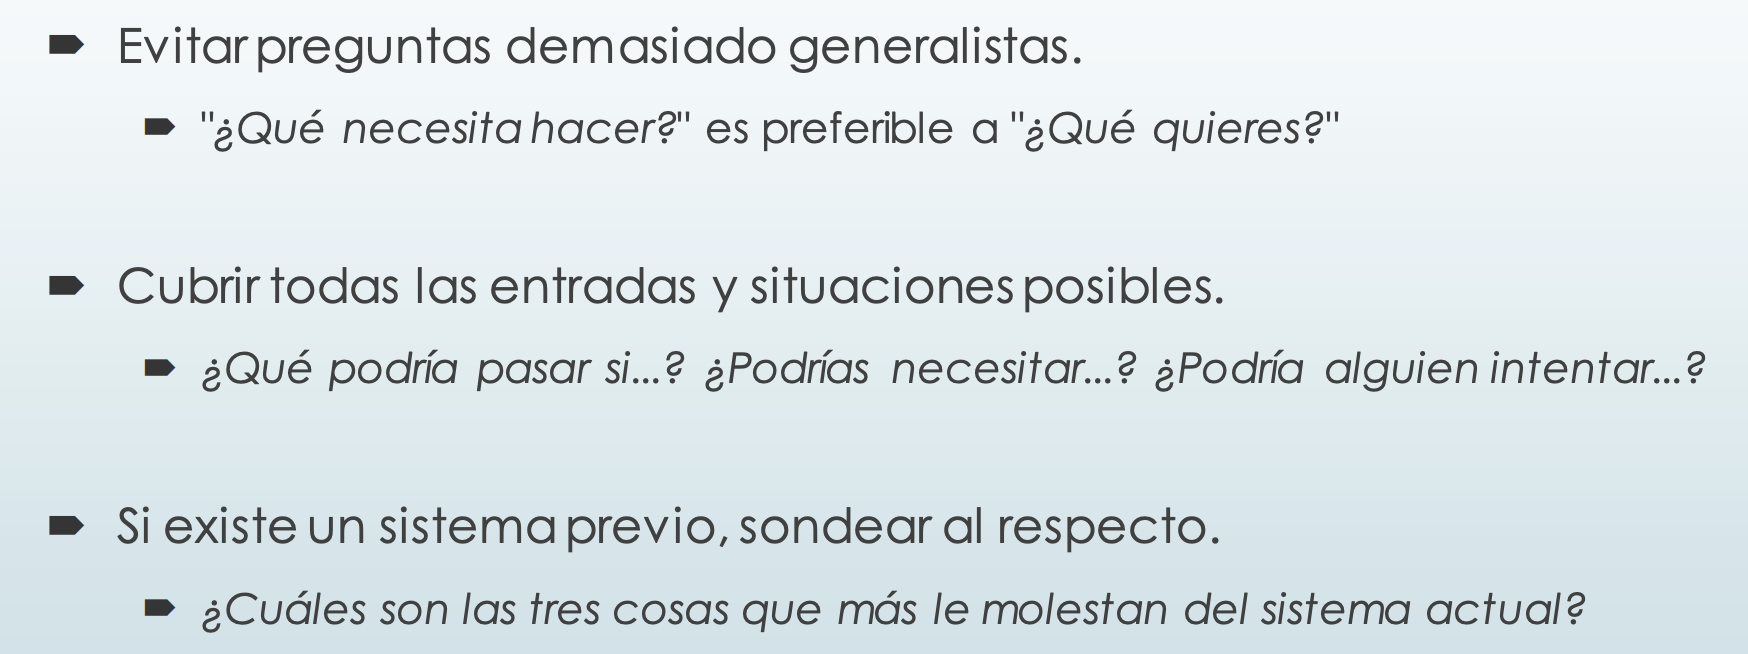 Evitar preguntas demasiado generalistas.
"¿Qué necesita hacer?" es preferible a "¿Qué quieres?"
Cubrir todas las entradas y situaciones posibles.
¿Qué podría pasar si...? ¿Podrías necesitar...? ¿Podría alguien intentar...?
Si existe un sistema previo, sondear al respecto.
¿Cuáles son las tres cosas que más le molestan del sistema actual?